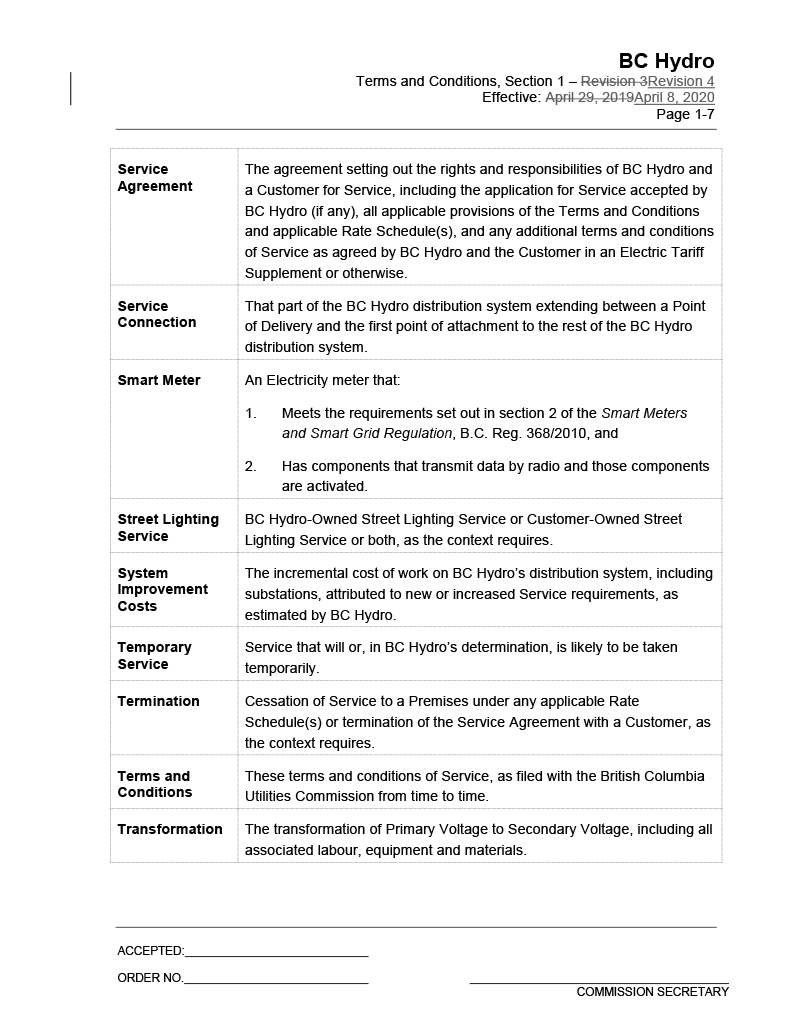 BC Hydro
Terms and Conditions, Section 1 – Revision 3Revision 4
Effective: April 29, 2019April 8, 2020
Page 1-7
Service
Agreement
The agreement setting out the rights and responsibilities of BC Hydro and
a Customer for Service, including the application for Service accepted by
BC Hydro (if any), all applicable provisions of the Terms and Conditions
and applicable Rate Schedule(s), and any additional terms and conditions
of Service as agreed by BC Hydro and the Customer in an Electric Tariff
Supplement or otherwise.
Service
Connection
That part of the BC Hydro distribution system extending between a Point
of Delivery and the first point of attachment to the rest of the BC Hydro
distribution system.
Smart Meter
An Electricity meter that:
1. Meets the requirements set out in section 2 of the Smart Meters
and Smart Grid Regulation, B.C. Reg. 368/2010, and
2. Has components that transmit data by radio and those components
are activated.
Street Lighting
Service
BC Hydro-Owned Street Lighting Service or Customer-Owned Street
Lighting Service or both, as the context requires.
System
Improvement
Costs
The incremental cost of work on BC Hydro’s distribution system, including
substations, attributed to new or increased Service requirements, as
estimated by BC Hydro.
Temporary
Service
Service that will or, in BC Hydro’s determination, is likely to be taken
temporarily.
Termination
Cessation of Service to a Premises under any applicable Rate
Schedule(s) or termination of the Service Agreement with a Customer, as
the context requires.
Terms and
Conditions
These terms and conditions of Service, as filed with the British Columbia
Utilities Commission from time to time.
Transformation
The transformation of Primary Voltage to Secondary Voltage, including all
associated labour, equipment and materials.
ACCEPTED:
ORDER NO.
COMMISSION SECRETARY